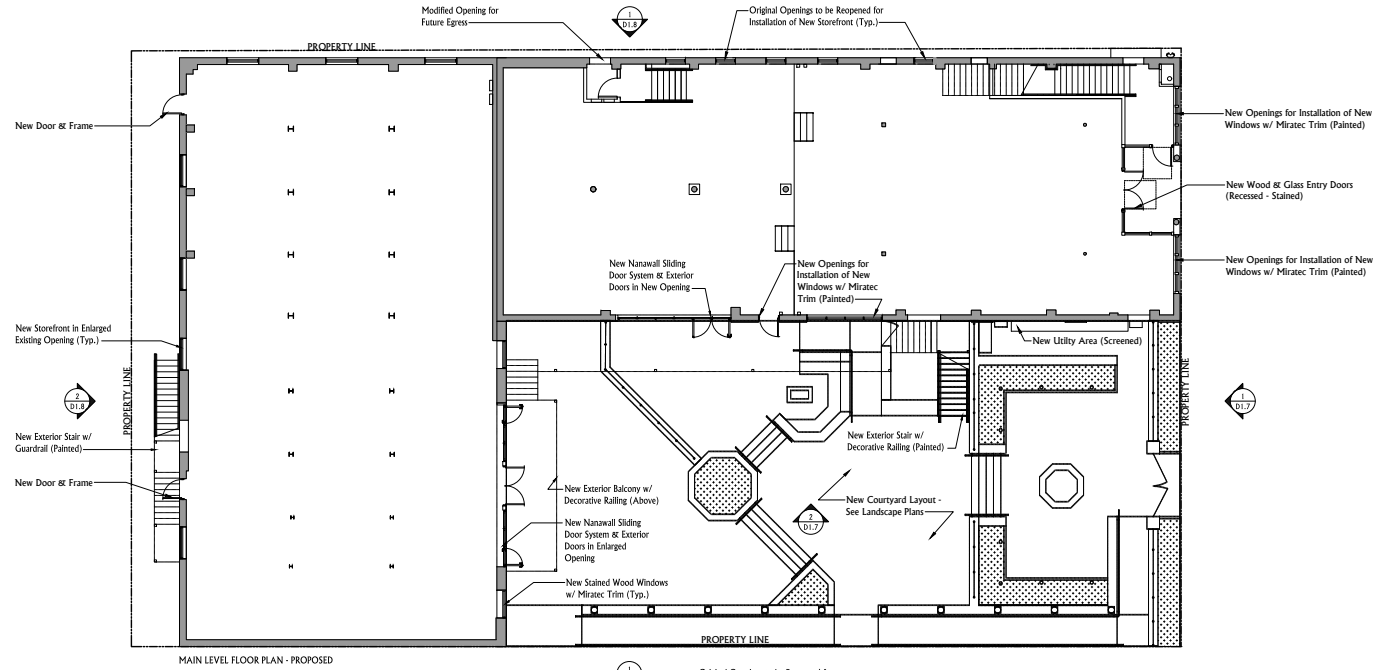 Modified Opening for
Future Egress
1
D1.8
Original Openings to be Reopened for
Installation of New Storefront (Typ.)
PROPERTY LINE
New Door & Frame
New Openings for Installation of New
Windows w/ Miratec Trim (Painted)
New Wood & Glass Entry Doors
(Recessed - Stained)
New Nanawall Sliding
Door System & Exterior
Doors in New Opening
New Openings for
Installation of New
Windows w/ Miratec
Trim (Painted)
New Openings for Installation of New
Windows w/ Miratec Trim (Painted)
New Storefront in Enlarged
Existing Opening (Typ.)
New Utilty Area (Screened)
PROPERTY LINE
PROPERTY LINE
2
D1.8
1
D1.7
New Exterior Stair w/
Guardrail (Painted)
New Exterior Stair w/
Decorative Railing (Painted)
New Door & Frame
New Exterior Balcony w/
Decorative Railing (Above)
New Courtyard Layout -
See Landscape Plans
2
D1.7
New Nanawall Sliding
Door System & Exterior
Doors in Enlarged
Opening
New Stained Wood Windows
w/ Miratec Trim (Typ.)
PROPERTY LINE
MAIN LEVEL FLOOR PLAN - PROPOSED
1